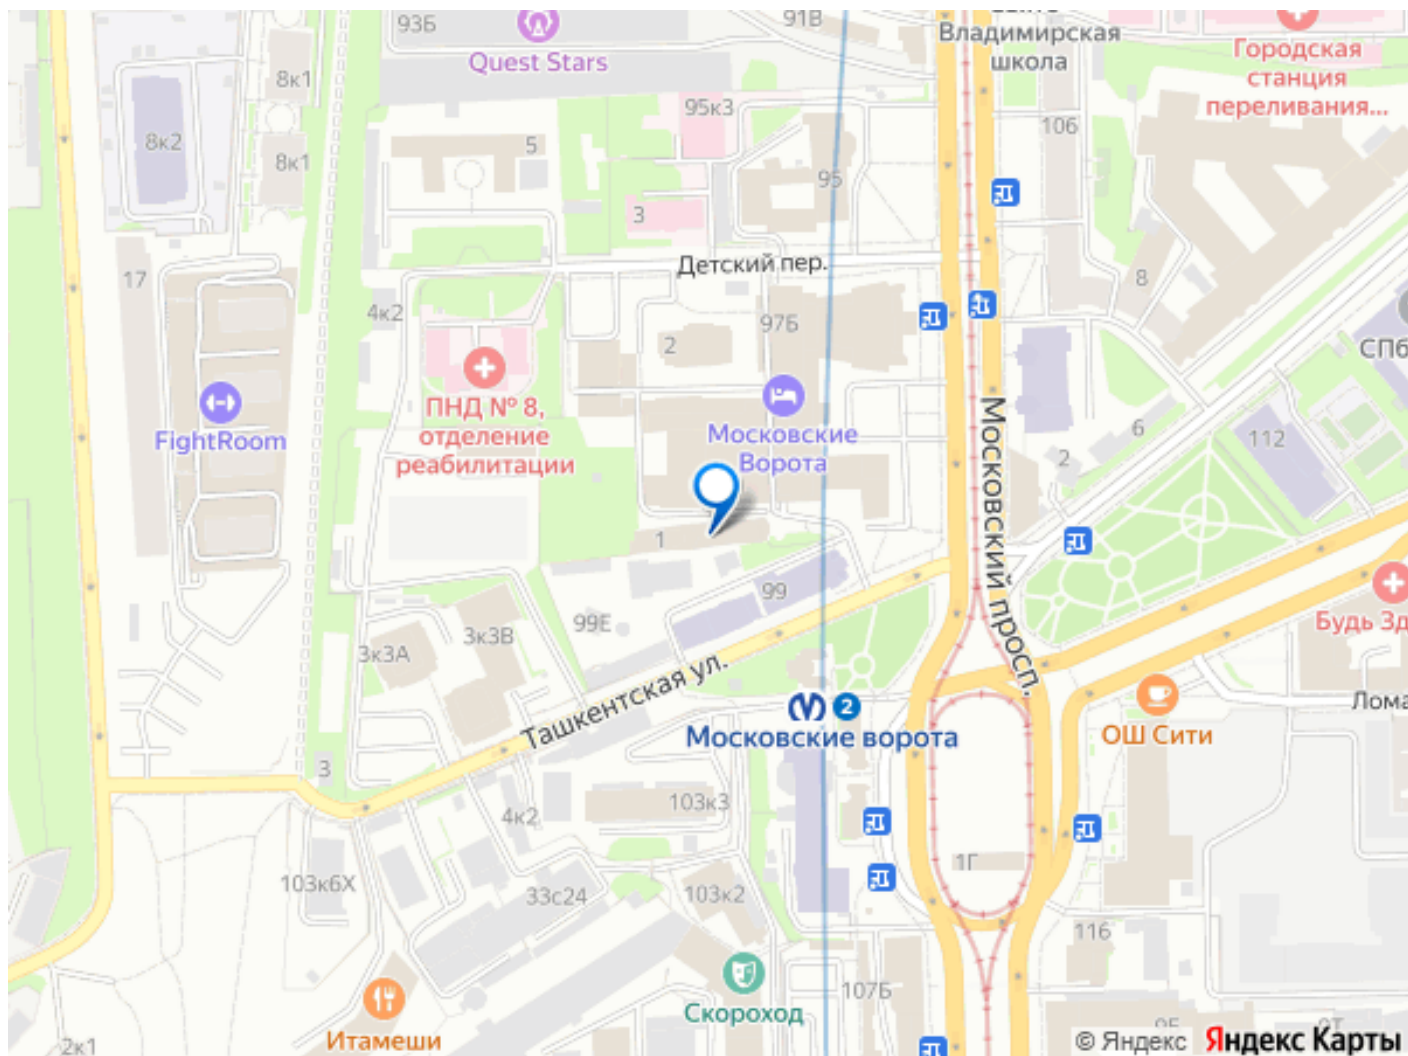 93Б
Quest Stars
91В
Владимирская
школа
Городская
станция
переливания...
8к1
95к3
106
8к2
8к1
5
95
3
Детский пер.
17
4к2
97Б
8
2
СПб
ПНД № 8,
отделение
реабилитации
FightRoom
Московские
Ворота
Московский просп.
6
112
2
1
99
99Е
3к3В
3к3А
Будь Зд
Ташкентская ул.
2
Московские ворота
Лома
ОШ Сити
3
4к2
103к3
1Г
103к6Х
33с24
103к2
116
107Б
Скороход
Итамеши
2к1
© Яндекс
Яндекс Карты